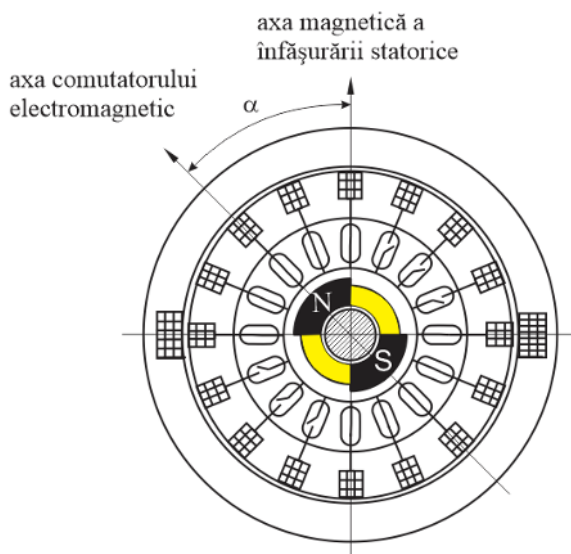 axa magnetică a
înfăşurării statorice
axa comutatorului
electromagnetic
α
N
S